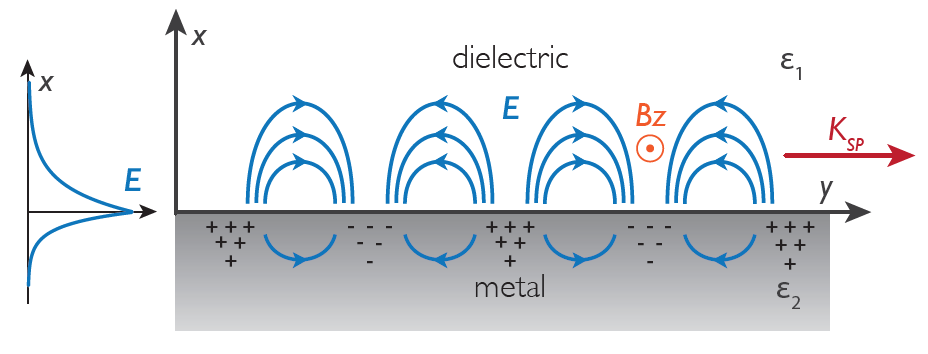 x
dielectric
ε1
x
E
Bz
KSP
E
y
+ + + - - - + + + - - - + + +
+ + - - + + - - + +
+ - + - +
metal
ε2